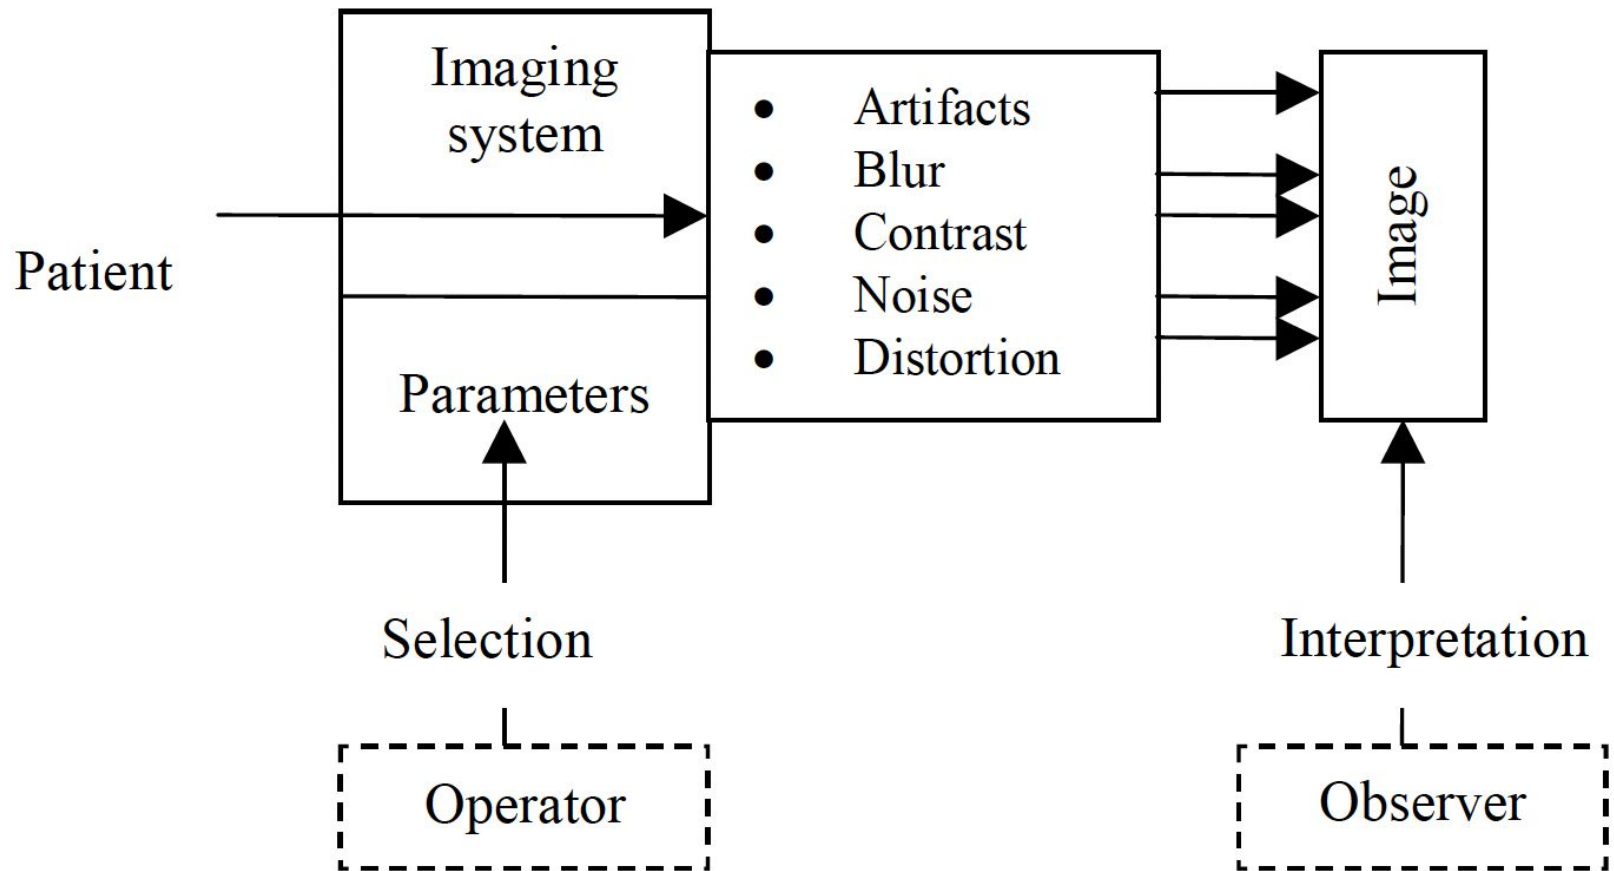 Imaging
system
Patient
Parameters
• Artifacts
• Blur
• Contrast
• Noise
• Distortion
Image
Selection
Interpretation
Operator
Observer